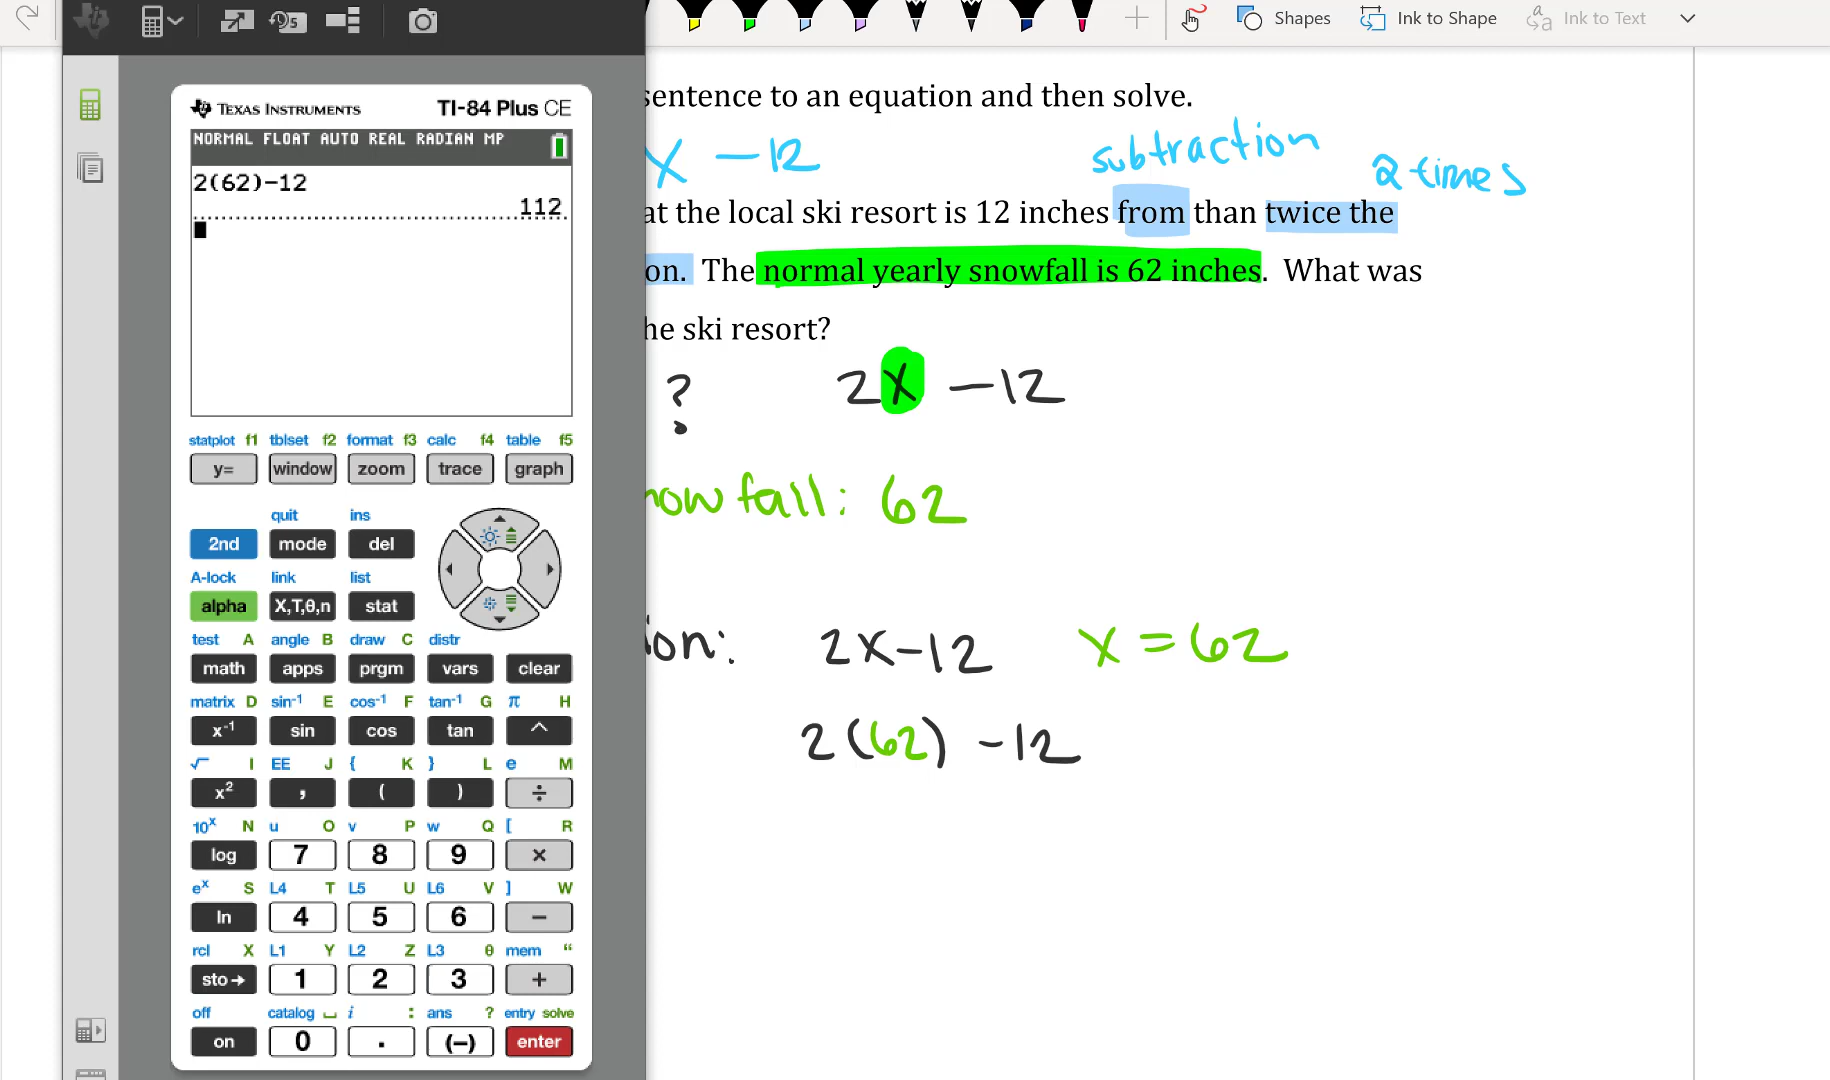 Shapes
Ink to Shape
Ink to Text
TEXAS INSTRUMENTS
TI-84 Plus CE
NORMAL FLOAT AUTO REAL RADIAN MP
2(62)-12
112
statplot f1 tblset f2 format f3 calc f4 table f5
y= window zoom trace graph
quit ins
2nd mode del
A-lock link list
alpha X,T,θ,n stat
test A angle B draw C distr
math apps prgm vars clear
matrix D sin⁻¹ E cos⁻¹ F tan⁻¹ G π H
x⁻¹ sin cos tan ^
√ I EE J { K } L e M
x² , ( ) ÷
10ˣ N u O v P w Q [ R
log 7 8 9 ×
eˣ S L4 T L5 U L6 V ] W
ln 4 5 6 −
rcl X L1 Y L2 Z L3 θ mem “
sto→ 1 2 3 +
off catalog ⎵ i : ans ? entry solve
on 0 . (−) enter
sentence to an equation and then solve.
X −12 subtraction 2 times
at the local ski resort is 12 inches from than twice the
on. The normal yearly snowfall is 62 inches. What was
he ski resort?
? 2x −12
now fall: 62
ion: 2x−12 x = 62
2(62) −12